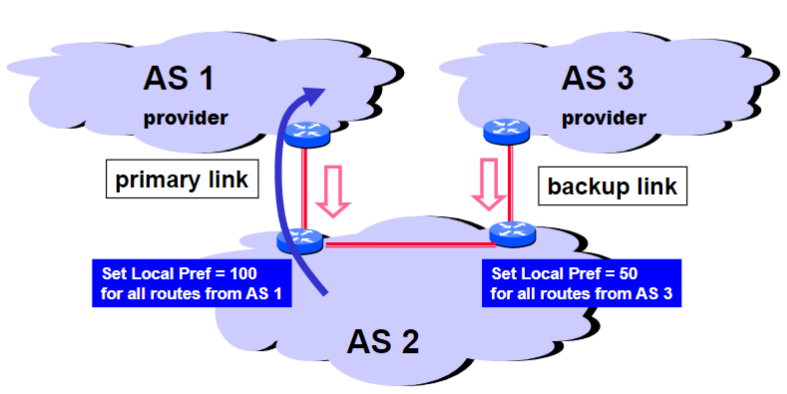 AS 1
provider
AS 3
provider
primary link
backup link
Set Local Pref = 100
for all routes from AS 1
Set Local Pref = 50
for all routes from AS 3
AS 2